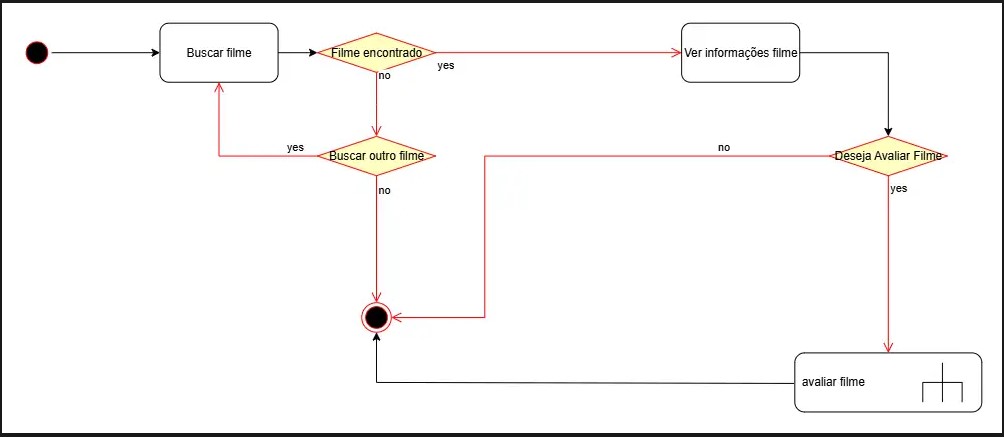 Buscar filme
Filme encontrado
yes
Ver informações filme
no
yes
Buscar outro filme
no
Deseja Avaliar Filme
no
yes
avaliar filme